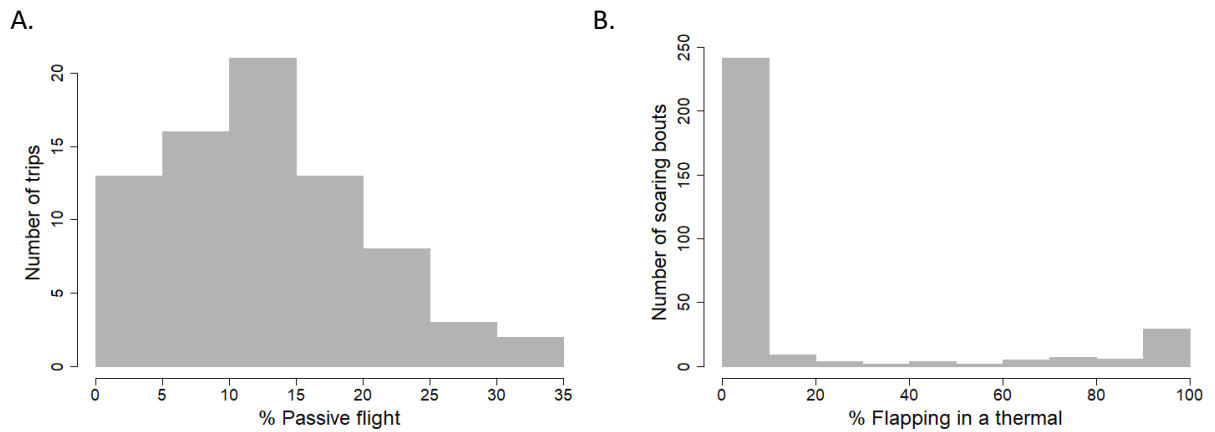 A.
Number of trips
0
5
10
15
20
0 5 10 15 20 25 30 35
% Passive flight
B.
Number of soaring bouts
0
50
100
150
200
250
0 20 40 60 80 100
% Flapping in a thermal